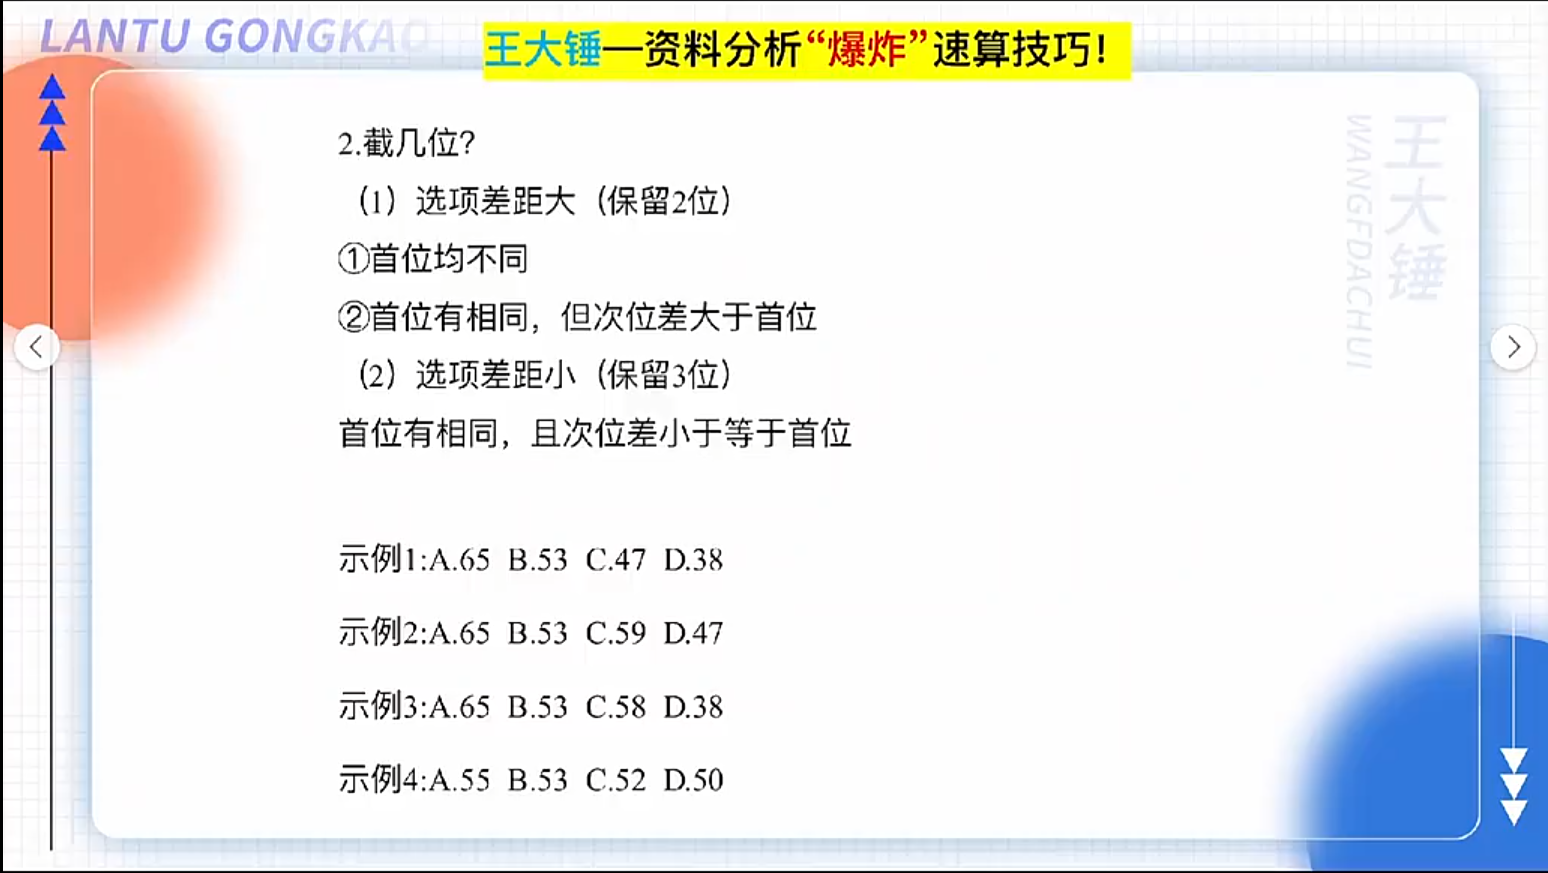 LANTU GONGKAO
王大锤—资料分析“爆炸”速算技巧！
王大锤
WANGFDACHUI
2.截几位？
（1）选项差距大（保留2位）
①首位均不同
②首位有相同，但次位差大于首位
（2）选项差距小（保留3位）
首位有相同，且次位差小于等于首位
示例1:A.65 B.53 C.47 D.38
示例2:A.65 B.53 C.59 D.47
示例3:A.65 B.53 C.58 D.38
示例4:A.55 B.53 C.52 D.50